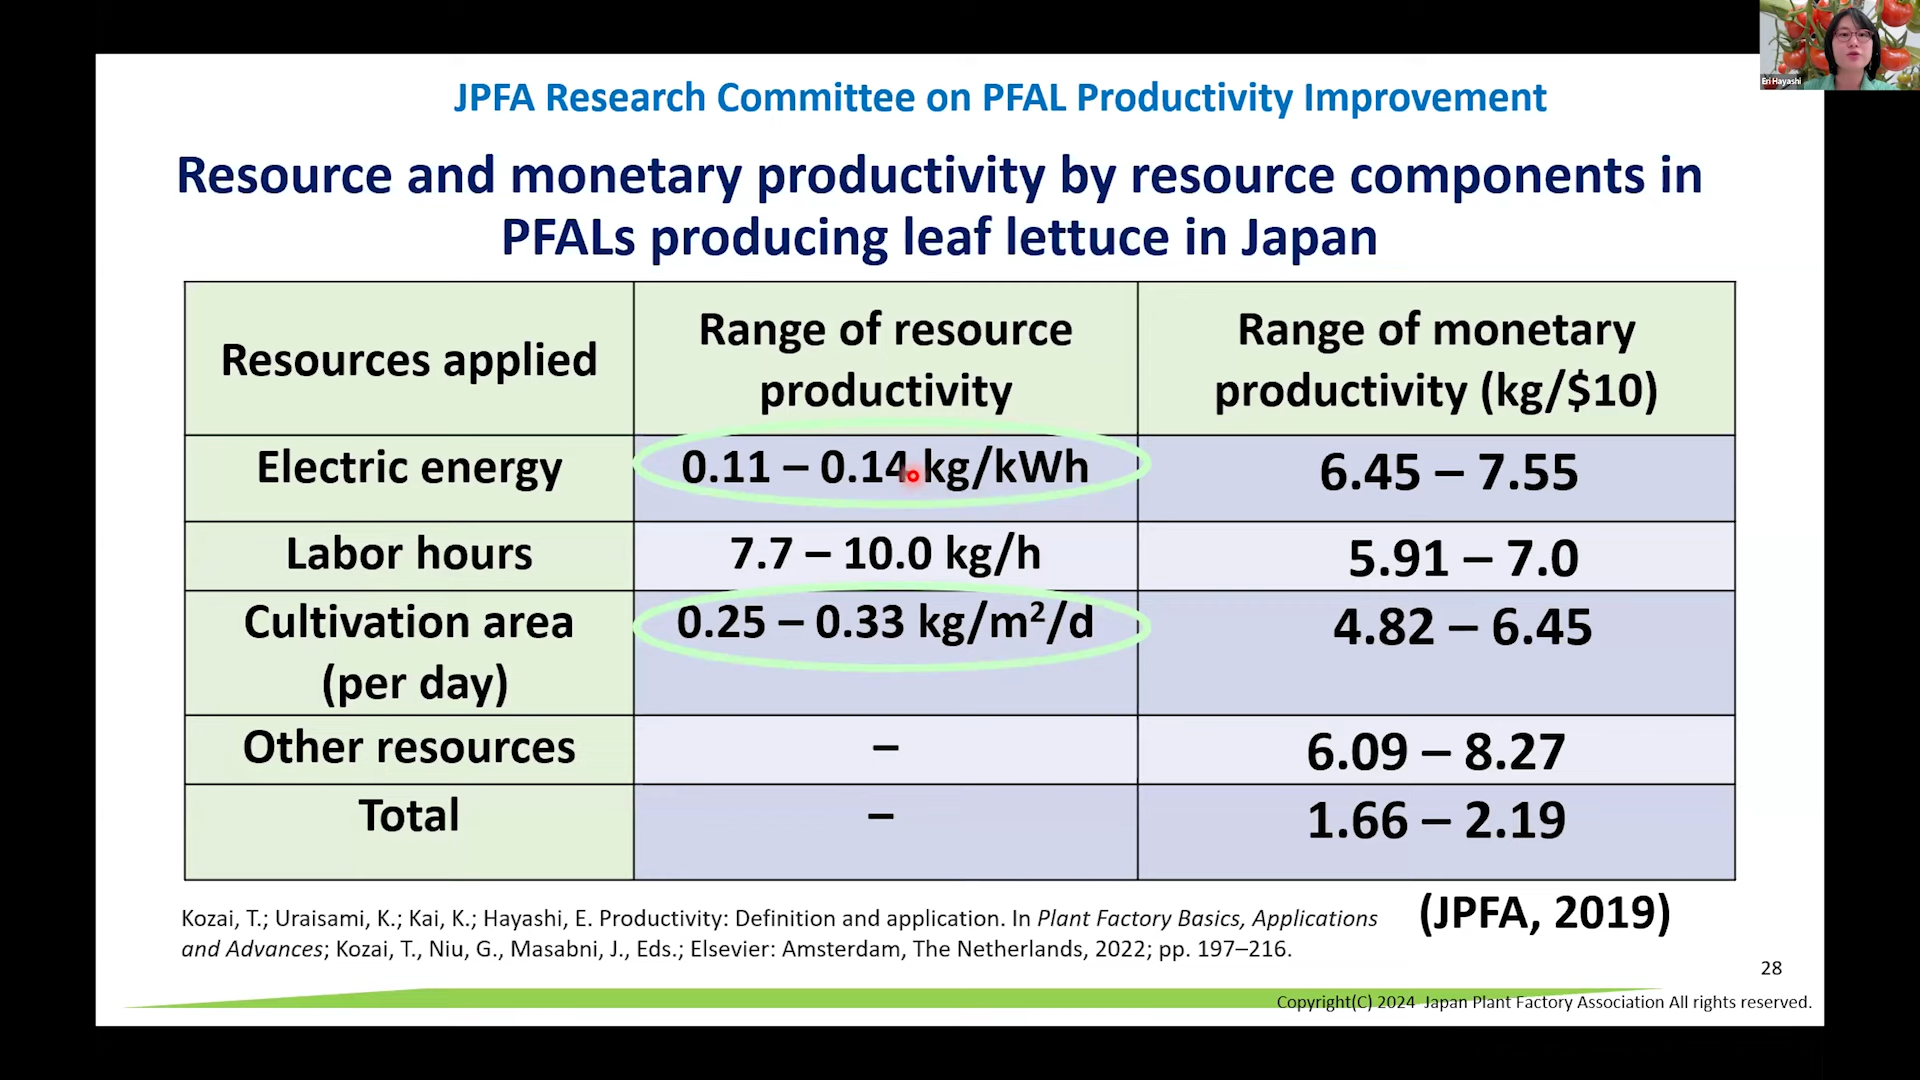 Eri Hayashi
JPFA Research Committee on PFAL Productivity Improvement
Resource and monetary productivity by resource components in
PFALs producing leaf lettuce in Japan
Resources applied
Range of resource
productivity
Range of monetary
productivity (kg/$10)
Electric energy
0.11 – 0.14 kg/kWh
6.45 – 7.55
Labor hours
7.7 – 10.0 kg/h
5.91 – 7.0
Cultivation area
(per day)
0.25 – 0.33 kg/m²/d
4.82 – 6.45
Other resources
–
6.09 – 8.27
Total
–
1.66 – 2.19
Kozai, T.; Uraisami, K.; Kai, K.; Hayashi, E. Productivity: Definition and application. In Plant Factory Basics, Applications
and Advances; Kozai, T., Niu, G., Masabni, J., Eds.; Elsevier: Amsterdam, The Netherlands, 2022; pp. 197–216.
(JPFA, 2019)
28
Copyright(C) 2024 Japan Plant Factory Association All rights reserved.